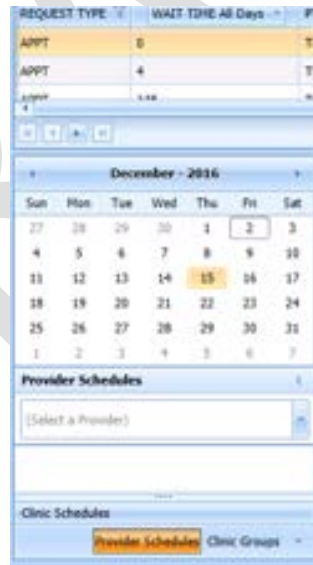 REQUEST TYPE WAIT TIME All Days
APPT 0 T
APPT 4 T
APPT
December - 2016
Sun Mon Tue Wed Thu Fri Sat
27 28 29 30 1 2 3
4 5 6 7 8 9 10
11 12 13 14 15 16 17
18 19 20 21 22 23 24
25 26 27 28 29 30 31
1 2 3 4 5 6 7
Provider Schedules
(Select a Provider)
Clinic Schedules
Provider Schedules Clinic Groups